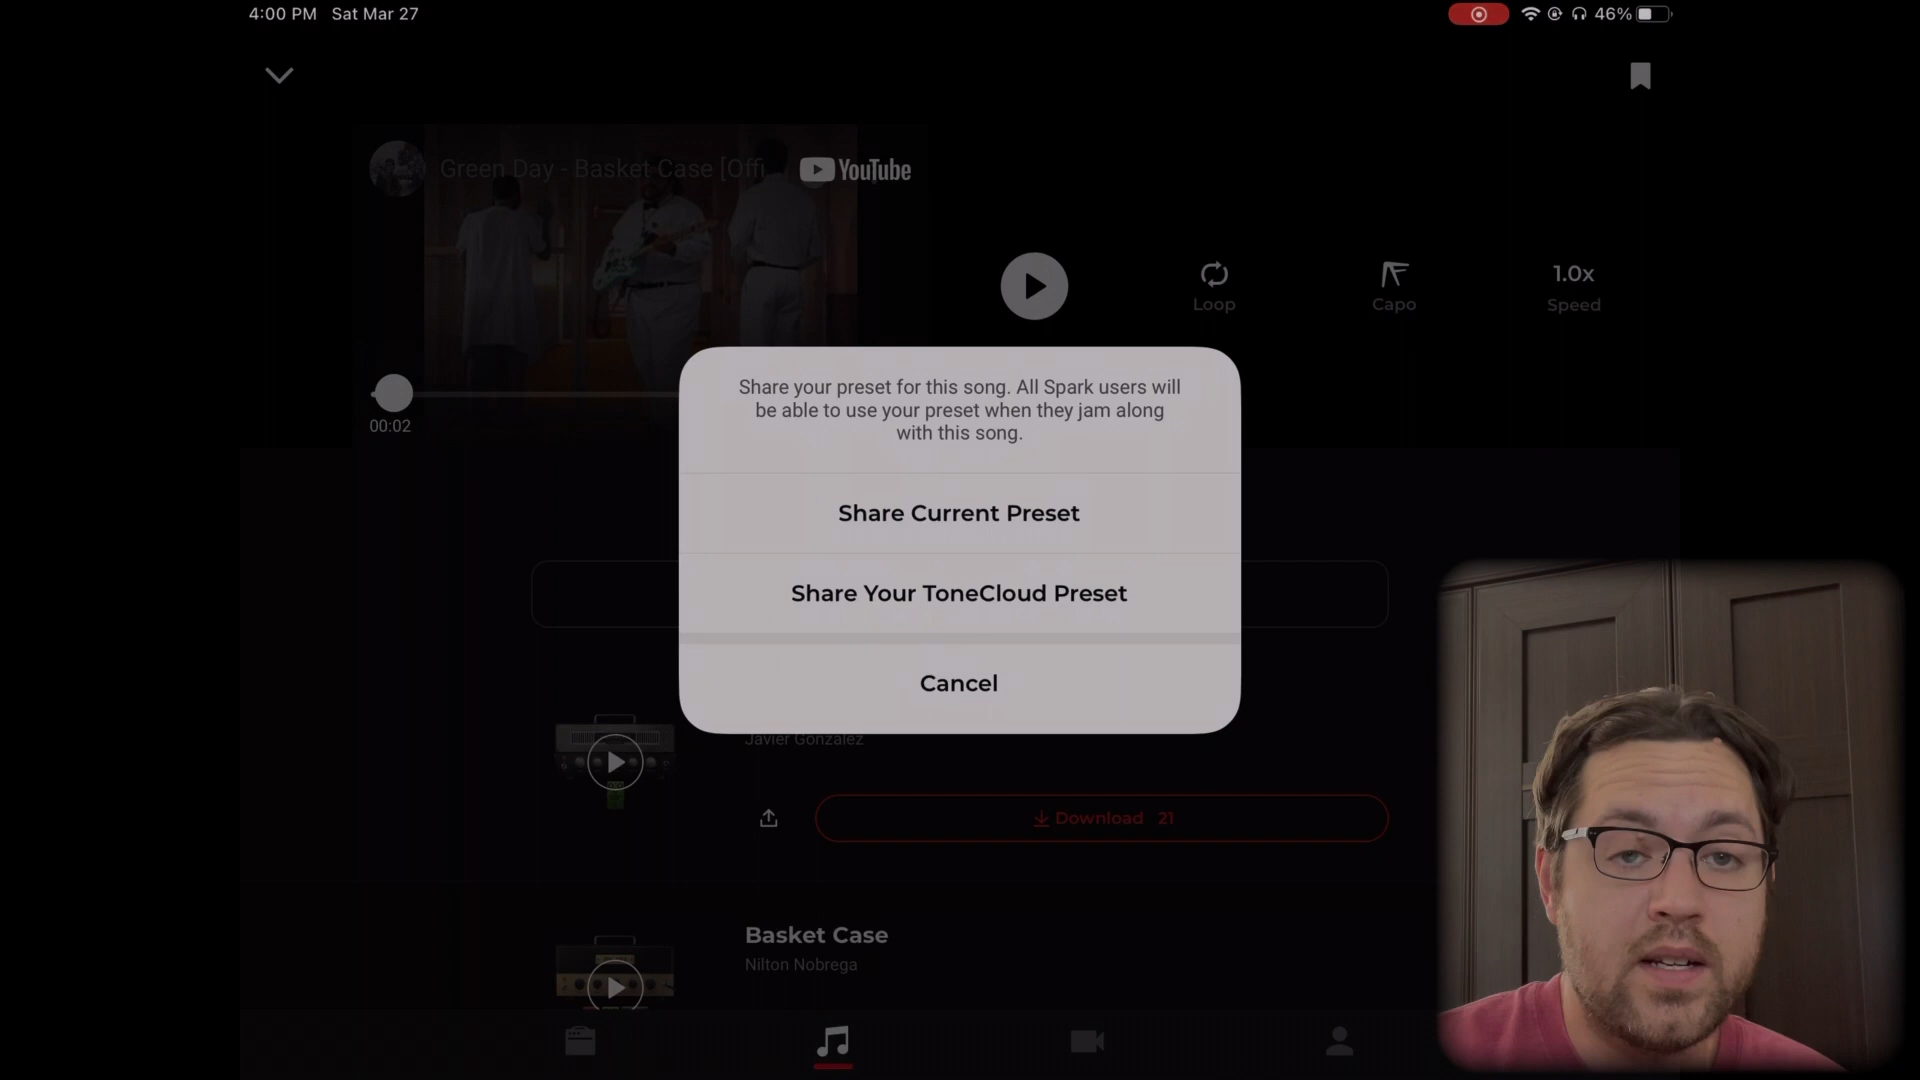 4:00 PM Sat Mar 27
46%
Green Day - Basket Case [Offi
YouTube
00:02
Loop
Capo
1.0x
Speed
Share your preset for this song. All Spark users will
be able to use your preset when they jam along
with this song.
Share Current Preset
Share Your ToneCloud Preset
Cancel
Javier Gonzalez
Download 21
Basket Case
Nilton Nobrega